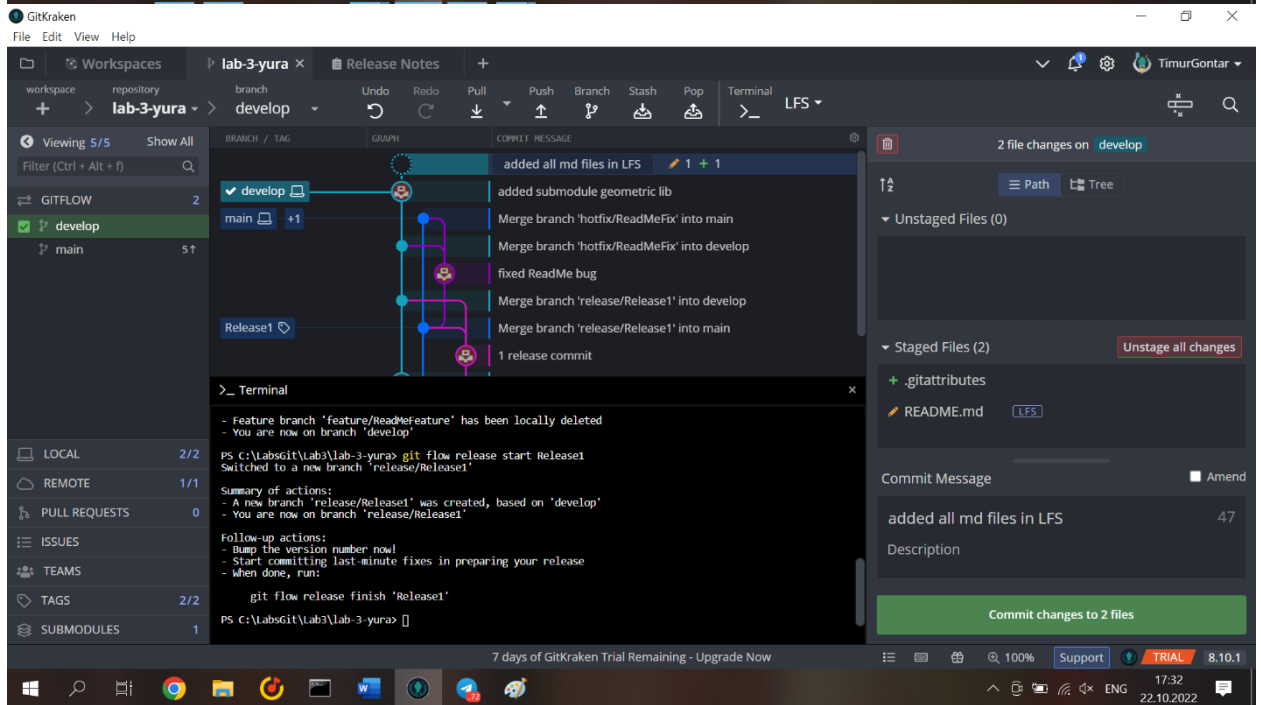 GitKraken
File Edit View Help
Workspaces lab-3-yura × Release Notes + TimurGontar
workspace repository branch Undo Redo Pull Push Branch Stash Pop Terminal
+ > lab-3-yura > develop LFS
Viewing 5/5 Show All
Filter (Ctrl + Alt + f)
GITFLOW 2
develop
main 5↑
LOCAL 2/2
REMOTE 1/1
PULL REQUESTS 0
ISSUES
TEAMS
TAGS 2/2
SUBMODULES 1
BRANCH / TAG GRAPH COMMIT MESSAGE
added all md files in LFS 1 + 1
develop added submodule geometric lib
main +1 Merge branch 'hotfix/ReadMeFix' into main
Merge branch 'hotfix/ReadMeFix' into develop
fixed ReadMe bug
Merge branch 'release/Release1' into develop
Release1 Merge branch 'release/Release1' into main
1 release commit
>_ Terminal ×
- Feature branch 'feature/ReadMeFeature' has been locally deleted
- You are now on branch 'develop'
PS C:\LabsGit\Lab3\lab-3-yura> git flow release start Release1
Switched to a new branch 'release/Release1'
Summary of actions:
- A new branch 'release/Release1' was created, based on 'develop'
- You are now on branch 'release/Release1'
Follow-up actions:
- Bump the version number now!
- Start committing last-minute fixes in preparing your release
- When done, run:
git flow release finish 'Release1'
PS C:\LabsGit\Lab3\lab-3-yura>
2 file changes on develop
Path Tree
Unstaged Files (0)
Staged Files (2) Unstage all changes
+ .gitattributes
README.md LFS
Commit Message Amend
added all md files in LFS 47
Description
Commit changes to 2 files
7 days of GitKraken Trial Remaining - Upgrade Now 100% Support TRIAL 8.10.1
72 ENG 17:32
22.10.2022